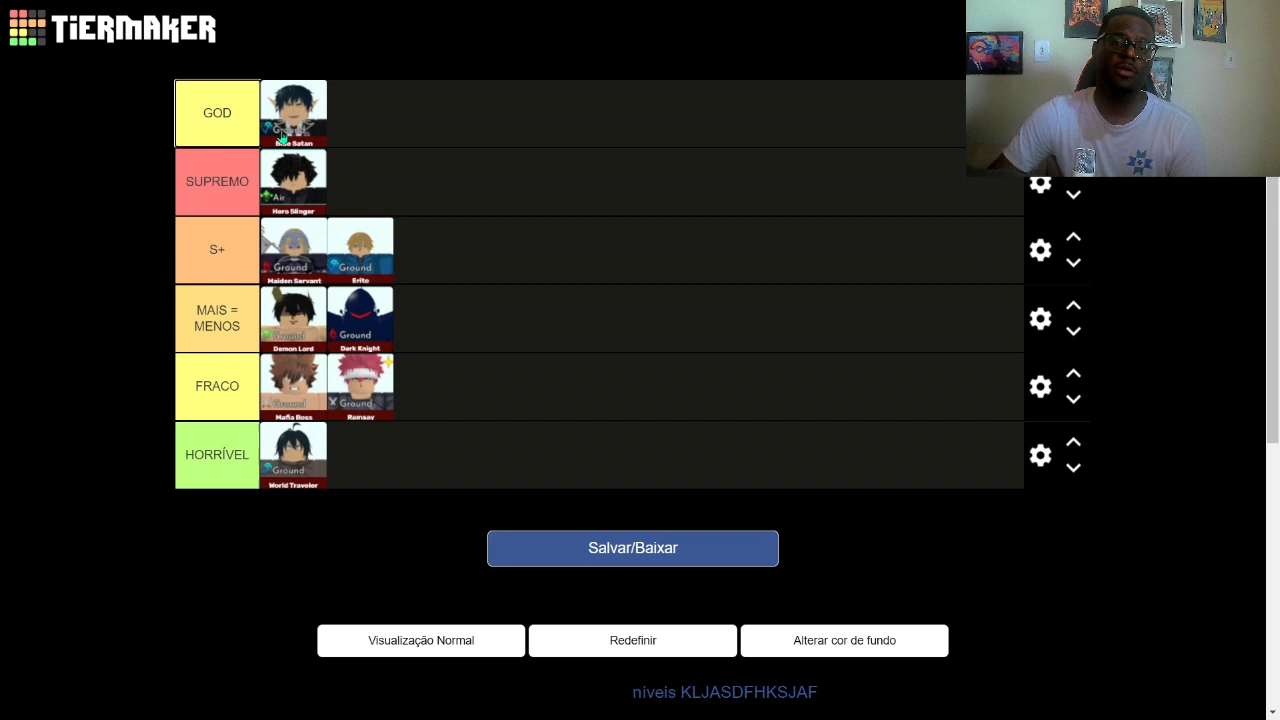 TIERMAKER
GOD
Ground
Blue Satan
SUPREMO
Air
Hero Slinger
S+
Ground
Maiden Servant
Ground
Erito
MAIS =
MENOS
Ground
Demon Lord
Ground
Dark Knight
FRACO
Ground
Mafia Boss
Ground
Ramsay
HORRÍVEL
Ground
World Traveler
Salvar/Baixar
Visualização Normal
Redefinir
Alterar cor de fundo
níveis KLJASDFHKSJAF